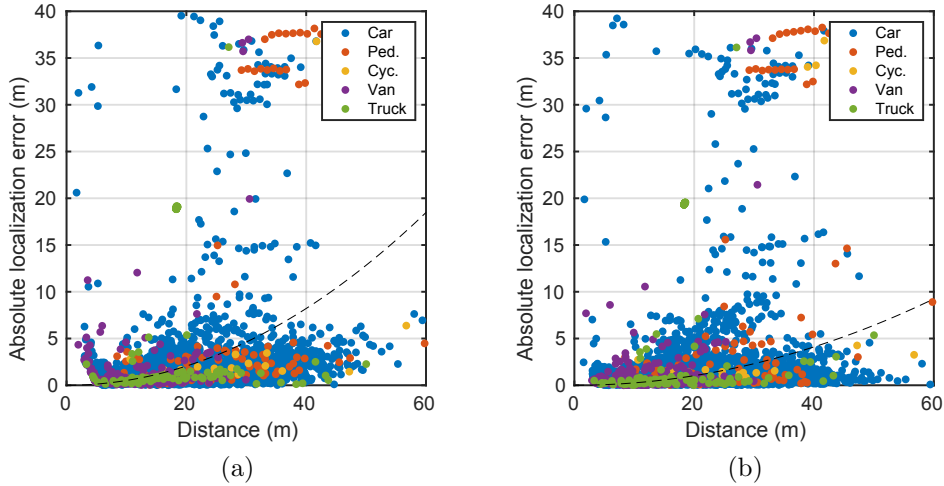 Absolute localization error (m)
40
35
30
25
20
15
10
5
0
0 20 40 60
Distance (m)
Car
Ped.
Cyc.
Van
Truck
(a)
Absolute localization error (m)
40
35
30
25
20
15
10
5
0
0 20 40 60
Distance (m)
Car
Ped.
Cyc.
Van
Truck
(b)